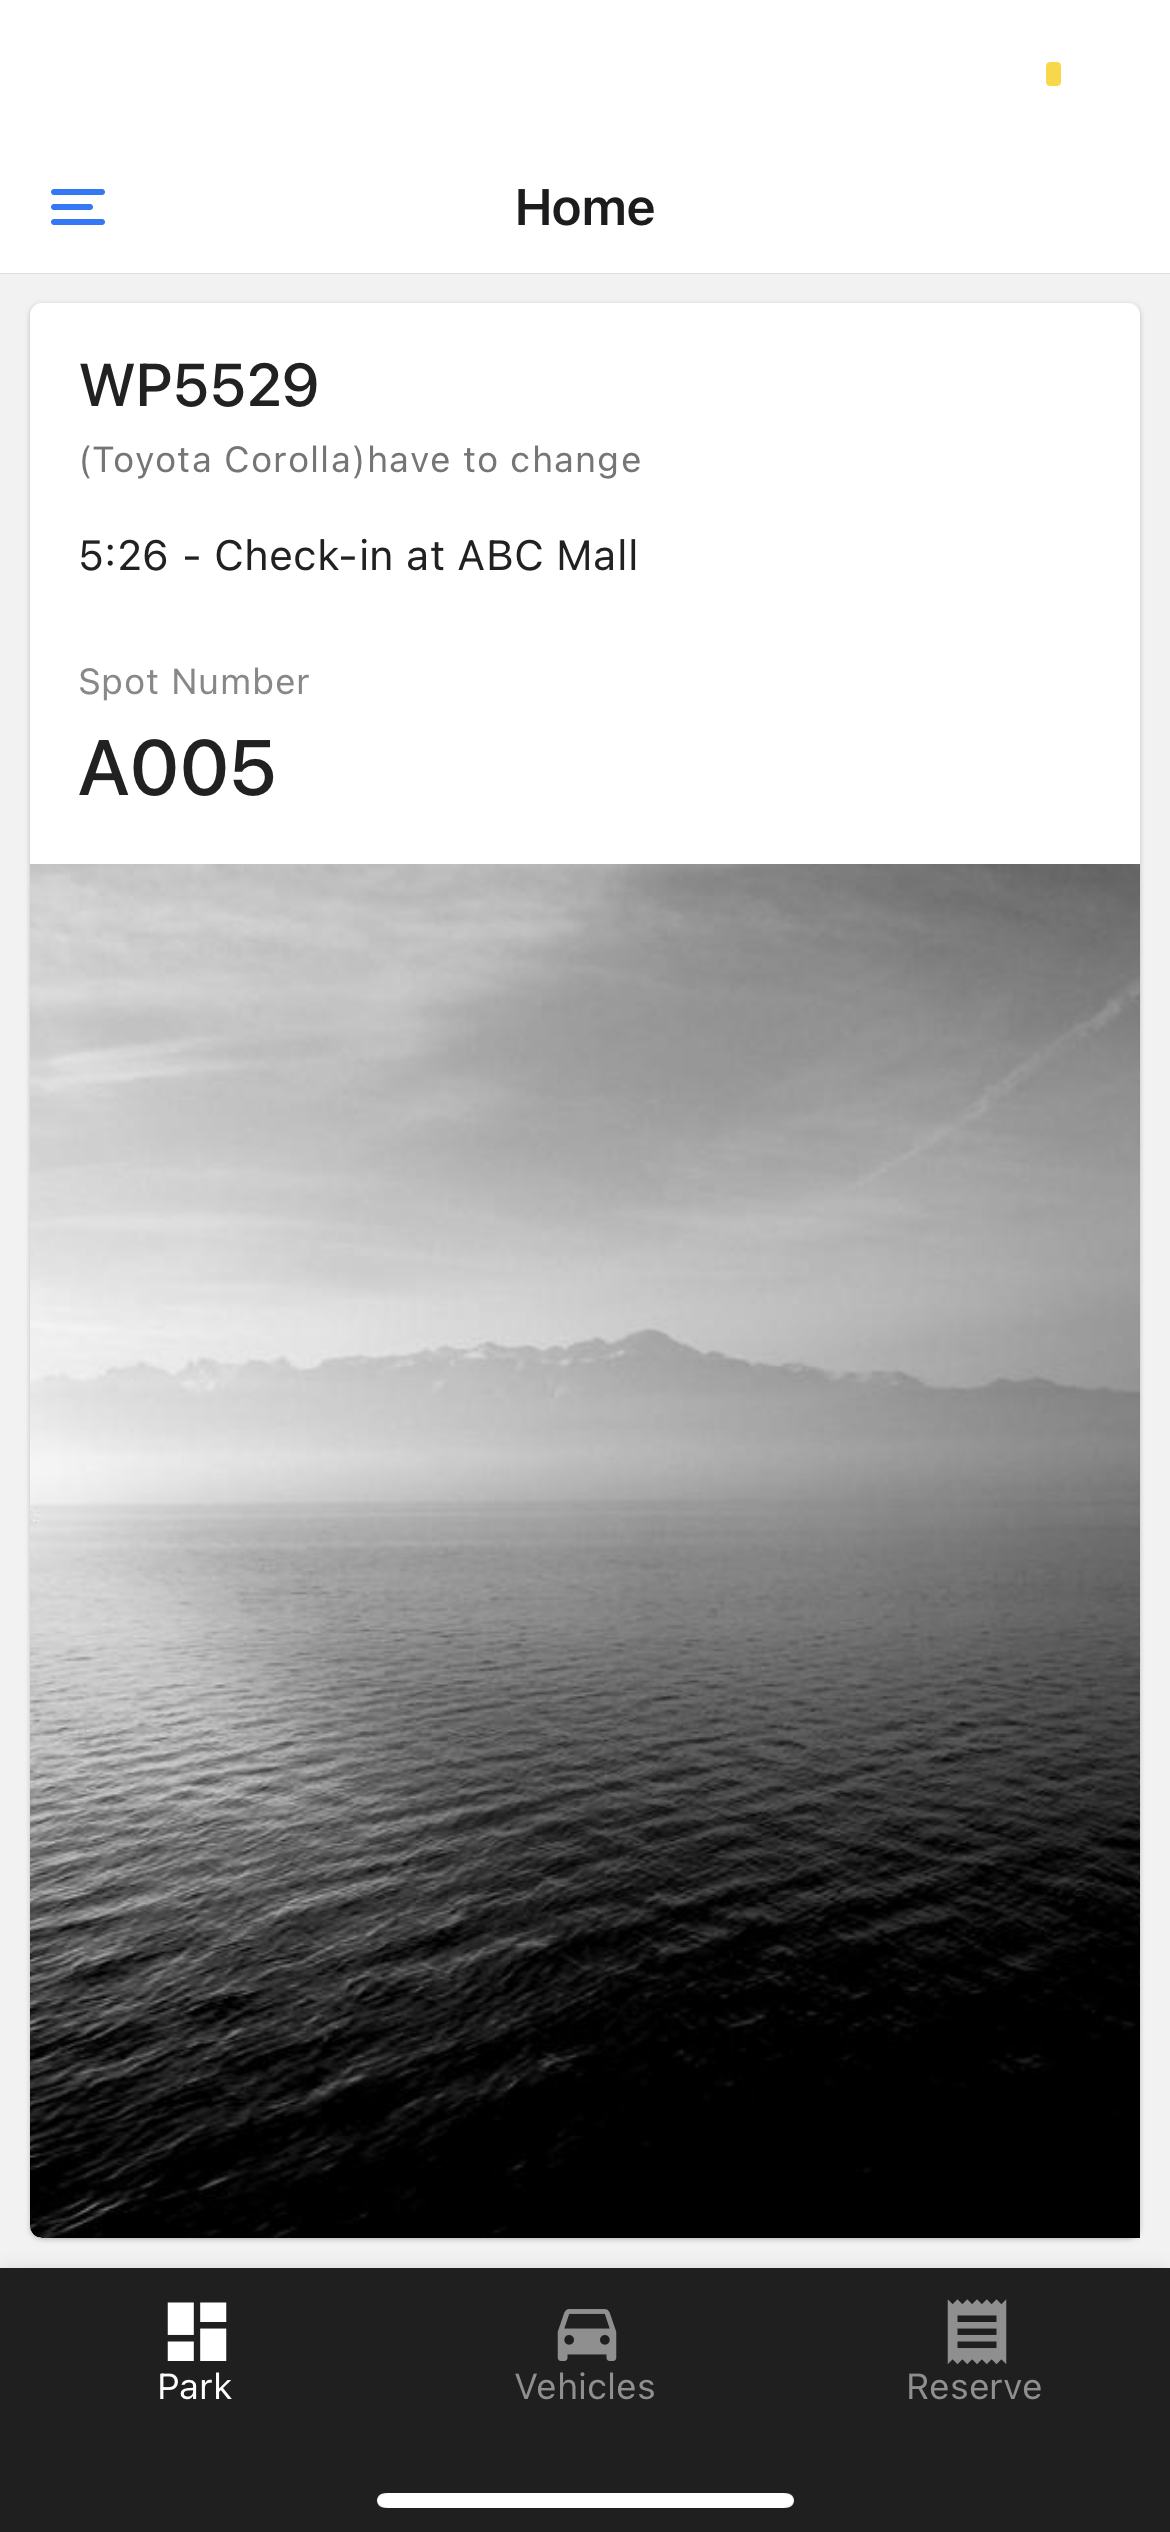 Home
WP5529
(Toyota Corolla)have to change
5:26 - Check-in at ABC Mall
Spot Number
A005
Park
Vehicles
Reserve